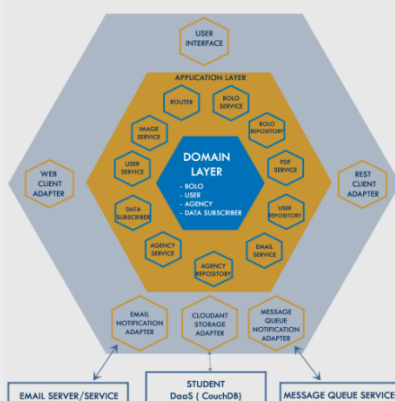 USER
INTERFACE
APPLICATION LAYER
ROUTER
BOLO
SERVICE
IMAGE
SERVICE
BOLO
REPOSITORY
DOMAIN
LAYER
- BOLO
- USER
- AGENCY
- DATA SUBSCRIBER
WEB
CLIENT
ADAPTER
USER
SERVICE
PDF
SERVICE
REST
CLIENT
ADAPTER
DATA
SUBSCRIBER
USER
REPOSITORY
AGENCY
SERVICE
EMAIL
SERVICE
AGENCY
REPOSITORY
EMAIL
NOTIFICATION
ADAPTER
CLOUDANT
STORAGE
ADAPTER
MESSAGE
QUEUE
NOTIFICATION
ADAPTER
EMAIL SERVER/SERVICE
STUDENT
DaaS ( CouchDB)
MESSAGE QUEUE SERVICE